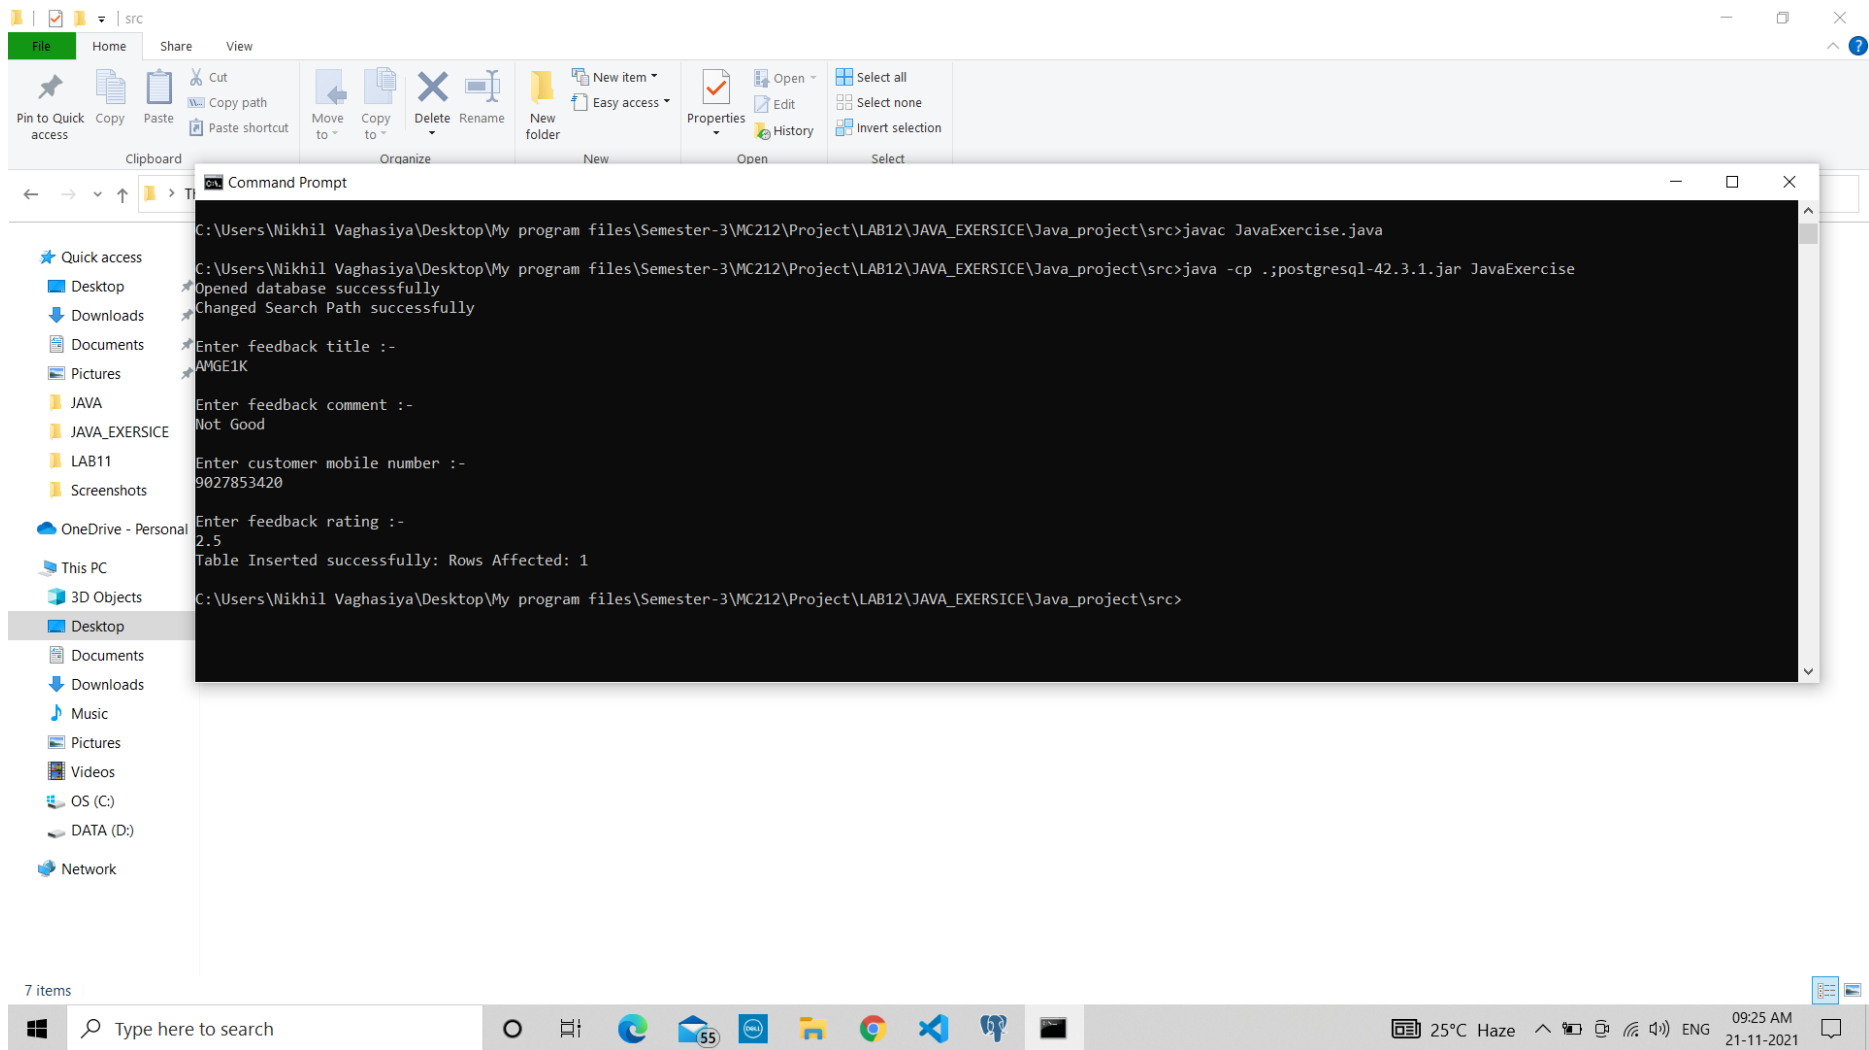 src
File Home Share View
Pin to Quick access
Copy
Paste
Cut
Copy path
Paste shortcut
Clipboard
Move to
Copy to
Delete
Rename
Organize
New folder
New item
Easy access
New
Properties
Open
Edit
History
Open
Select all
Select none
Invert selection
Select
Command Prompt
C:\Users\Nikhil Vaghasiya\Desktop\My program files\Semester-3\MC212\Project\LAB12\JAVA_EXERSICE\Java_project\src>javac JavaExercise.java
C:\Users\Nikhil Vaghasiya\Desktop\My program files\Semester-3\MC212\Project\LAB12\JAVA_EXERSICE\Java_project\src>java -cp .;postgresql-42.3.1.jar JavaExercise
Opened database successfully
Changed Search Path successfully
Enter feedback title :-
AMGE1K
Enter feedback comment :-
Not Good
Enter customer mobile number :-
9027853420
Enter feedback rating :-
2.5
Table Inserted successfully: Rows Affected: 1
C:\Users\Nikhil Vaghasiya\Desktop\My program files\Semester-3\MC212\Project\LAB12\JAVA_EXERSICE\Java_project\src>
Quick access
Desktop
Downloads
Documents
Pictures
JAVA
JAVA_EXERSICE
LAB11
Screenshots
OneDrive - Personal
This PC
3D Objects
Desktop
Documents
Downloads
Music
Pictures
Videos
OS (C:)
DATA (D:)
Network
7 items
Type here to search
55
DELL
25°C Haze
ENG
09:25 AM
21-11-2021